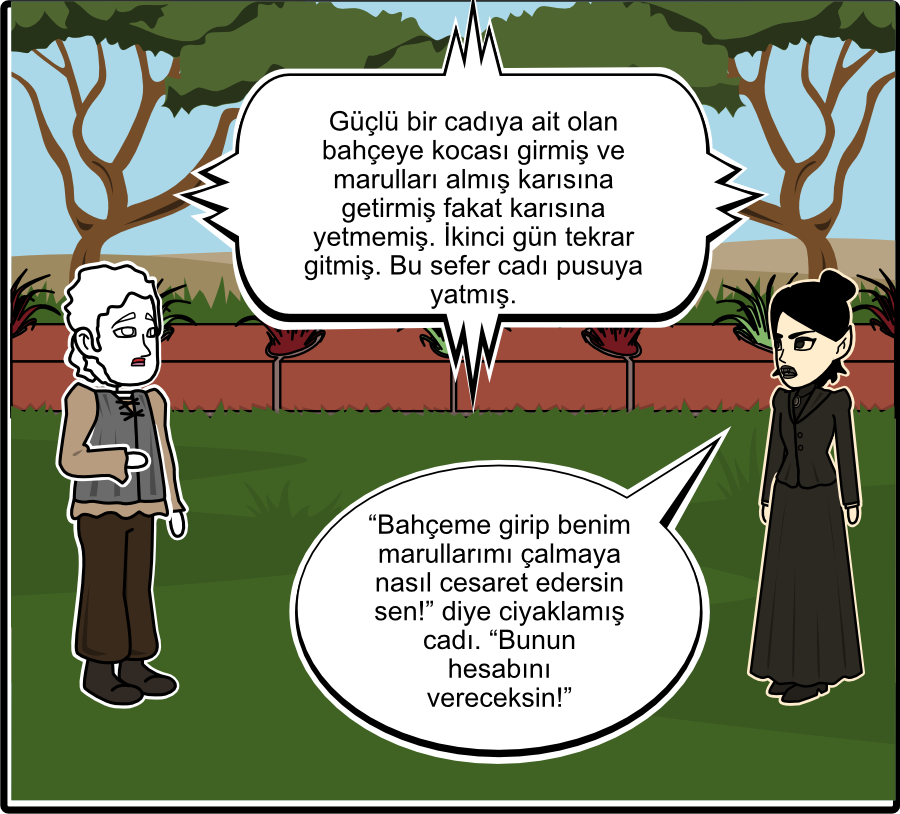 Güçlü bir cadıya ait olan
bahçeye kocası girmiş ve
marulları almış karısına
getirmiş fakat karısına
yetmemiş. İkinci gün tekrar
gitmiş. Bu sefer cadı pusuya
yatmış.
“Bahçeme girip benim
marullarımı çalmaya
nasıl cesaret edersin
sen!” diye ciyaklamış
cadı. “Bunun
hesabını
vereceksin!”